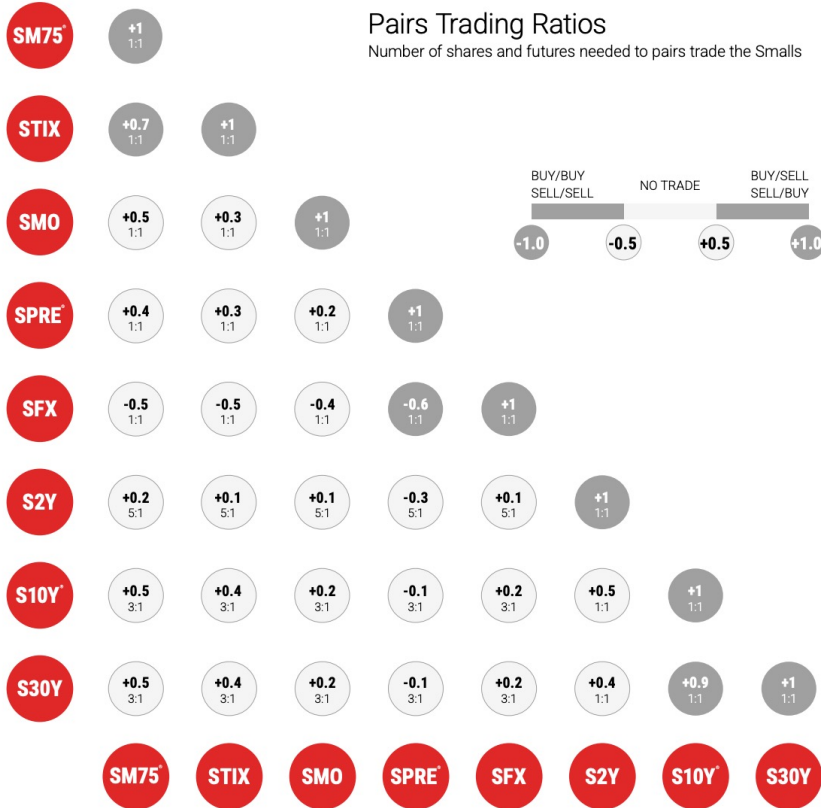 Pairs Trading Ratios
Number of shares and futures needed to pairs trade the Smalls
BUY/BUY
SELL/SELL
NO TRADE
BUY/SELL
SELL/BUY
-1.0 -0.5 +0.5 +1.0
SM75*
+1
1:1
STIX
+0.7 +1
1:1 1:1
SMO
+0.5 +0.3 +1
1:1 1:1 1:1
SPRE*
+0.4 +0.3 +0.2 +1
1:1 1:1 1:1 1:1
SFX
-0.5 -0.5 -0.4 -0.6 +1
1:1 1:1 1:1 1:1 1:1
S2Y
+0.2 +0.1 +0.1 -0.3 +0.1 +1
5:1 5:1 5:1 5:1 5:1 1:1
S10Y*
+0.5 +0.4 +0.2 -0.1 +0.2 +0.5 +1
3:1 3:1 3:1 3:1 3:1 1:1 1:1
S30Y
+0.5 +0.4 +0.2 -0.1 +0.2 +0.4 +0.9 +1
3:1 3:1 3:1 3:1 3:1 1:1 1:1 1:1
SM75* STIX SMO SPRE* SFX S2Y S10Y* S30Y